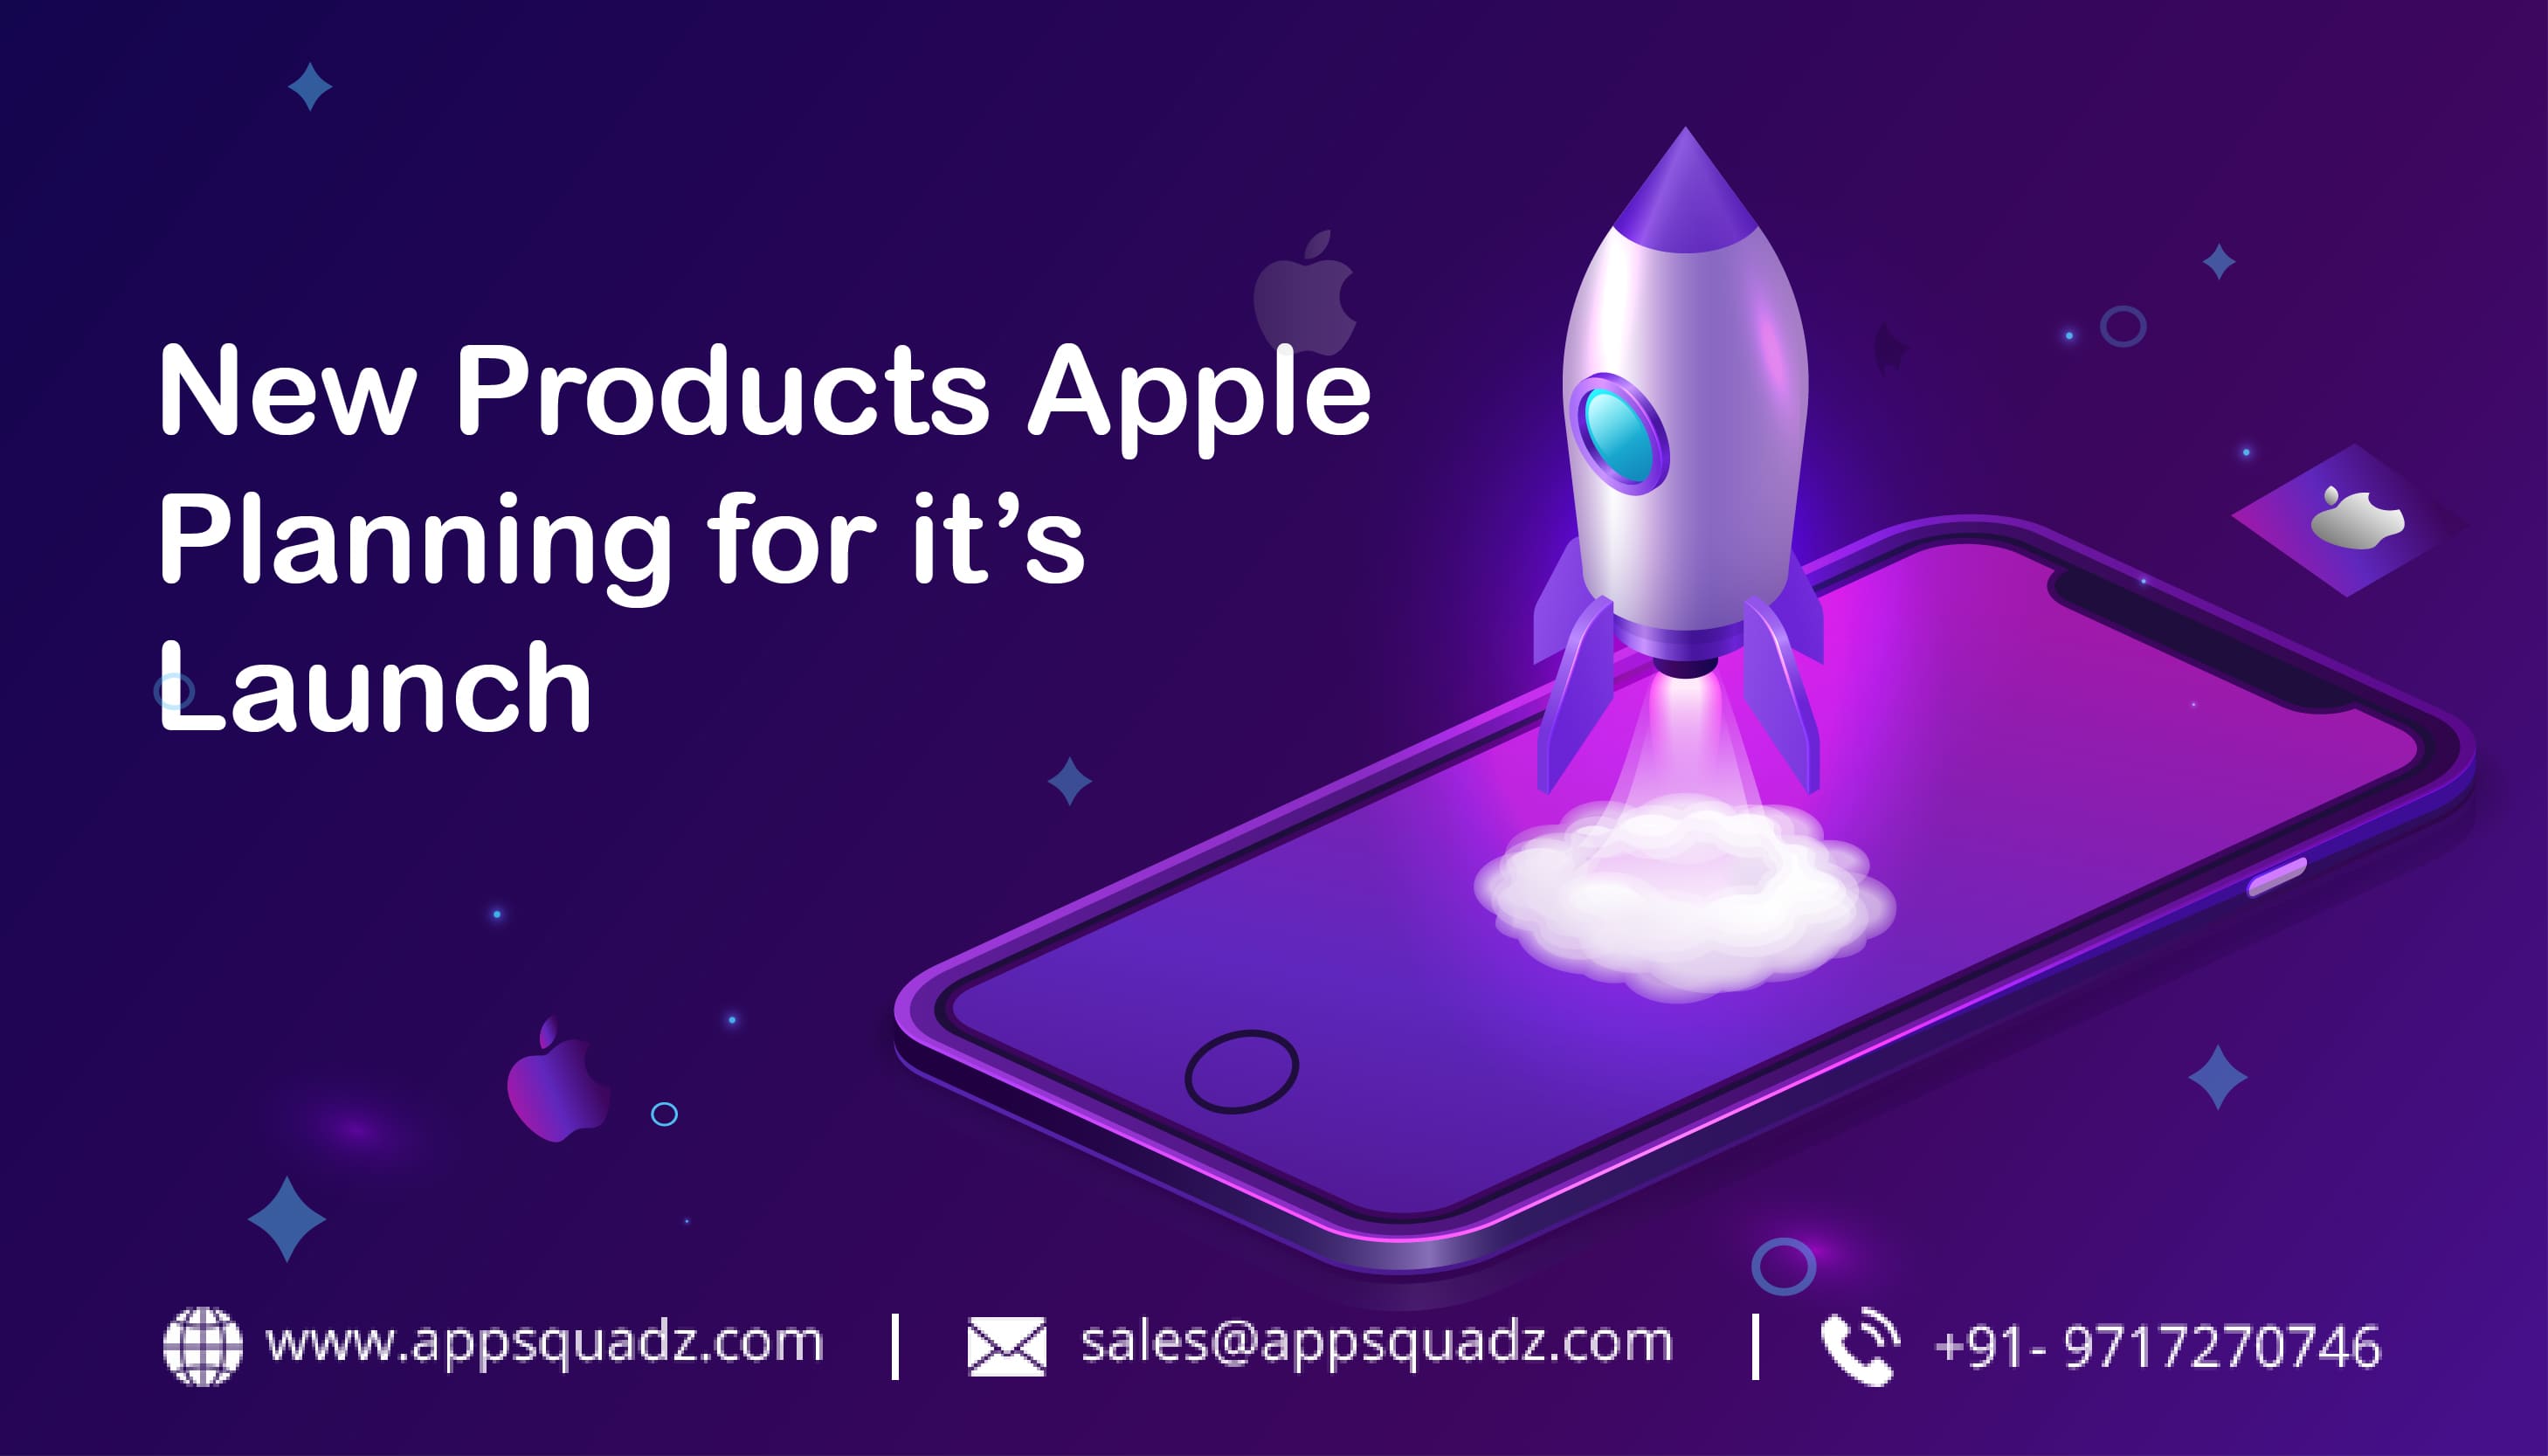 New Products Apple
Planning for it’s
Launch
www.appsquadz.com | sales@appsquadz.com | +91- 9717270746